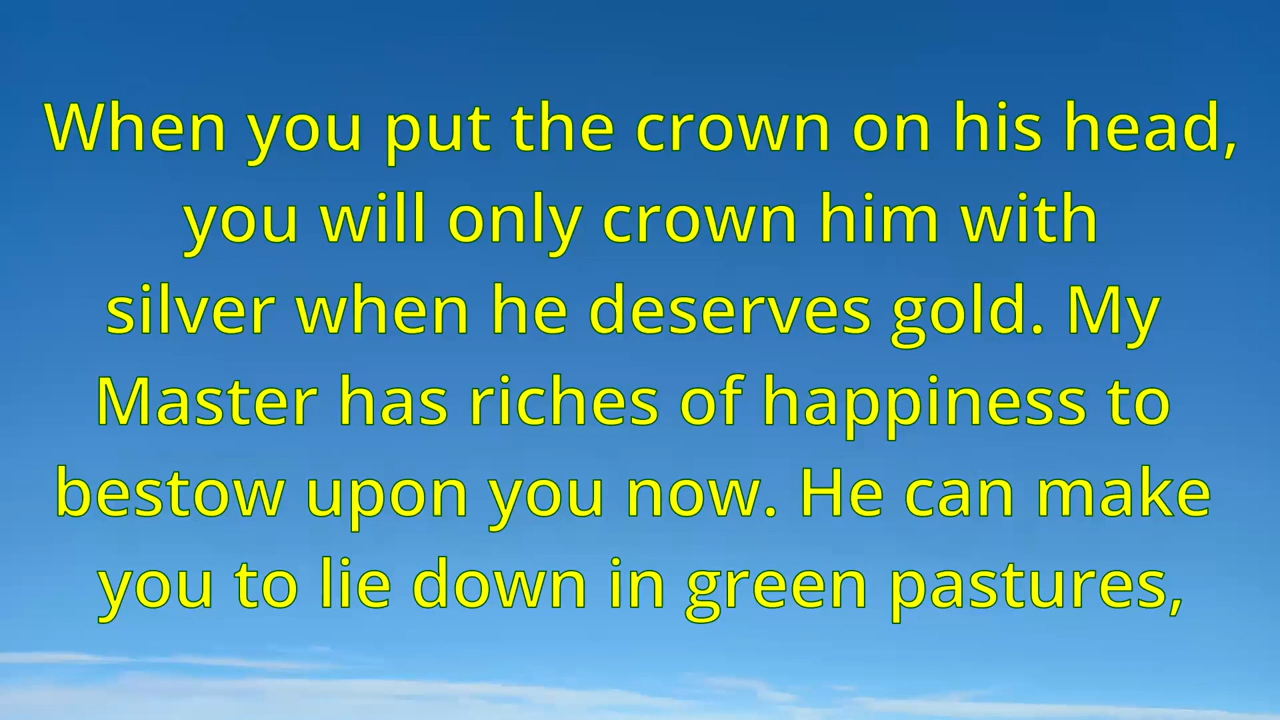 When you put the crown on his head,
you will only crown him with
silver when he deserves gold. My
Master has riches of happiness to
bestow upon you now. He can make
you to lie down in green pastures,